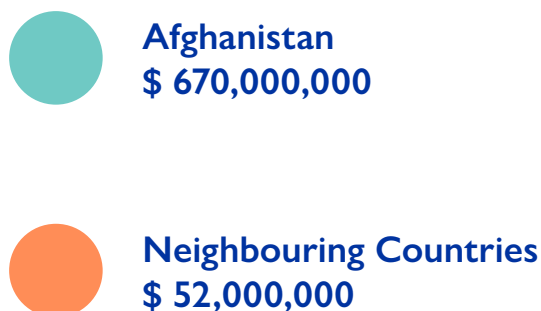 Afghanistan
$ 670,000,000
Neighbouring Countries
$ 52,000,000